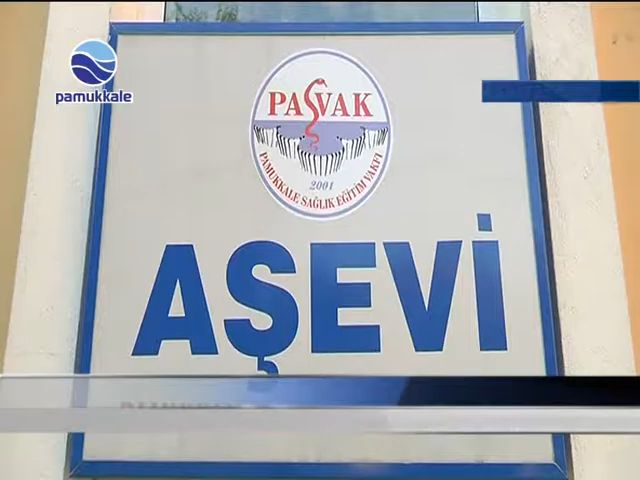 pamukkale
PASVAK
2001
PAMUKKALE SAĞLIK EĞİTİM VAKFI
AŞEVİ